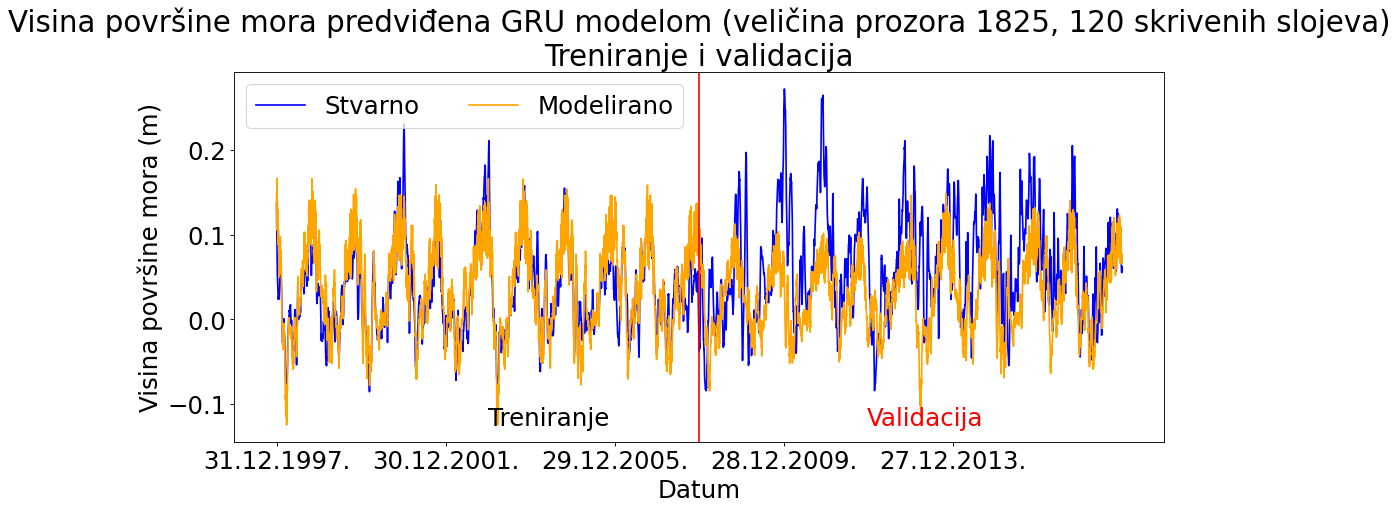 Visina površine mora predviđena GRU modelom (veličina prozora 1825, 120 skrivenih slojeva)
Treniranje i validacija
Stvarno
Modelirano
Visina površine mora (m)
0.2
0.1
0.0
−0.1
Treniranje
Validacija
31.12.1997.
30.12.2001.
29.12.2005.
28.12.2009.
27.12.2013.
Datum